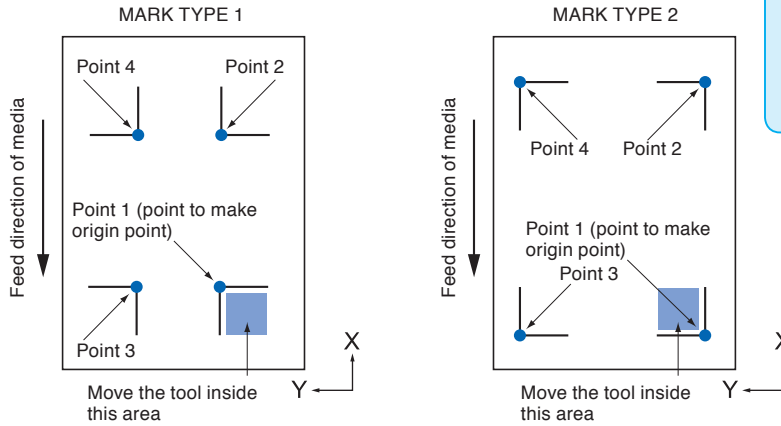 MARK TYPE 1
Point 4
Point 2
Feed direction of media
Point 1 (point to make
origin point)
Point 3
X
Y
Move the tool inside
this area
MARK TYPE 2
Feed direction of media
Point 4
Point 2
Point 1 (point to make
origin point)
Point 3
X
Y
Move the tool inside
this area